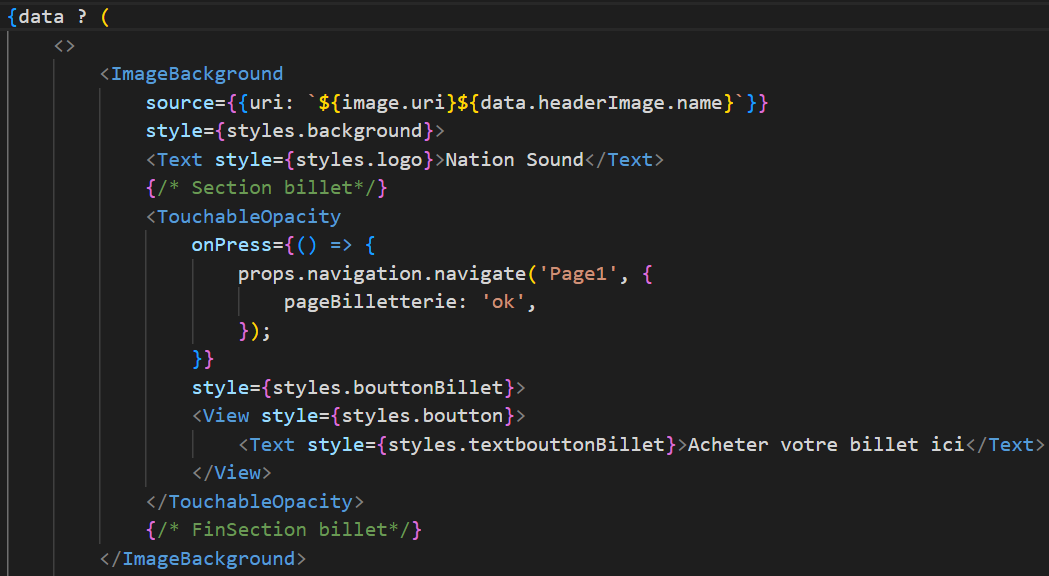 {data ? (
<>
<ImageBackground
source={{uri: `${image.uri}${data.headerImage.name}`}}
style={styles.background}>
<Text style={styles.logo}>Nation Sound</Text>
{/* Section billet*/}
<TouchableOpacity
onPress={() => {
props.navigation.navigate('Page1', {
pageBilletterie: 'ok',
});
}}
style={styles.bouttonBillet}>
<View style={styles.boutton}>
<Text style={styles.textbouttonBillet}>Acheter votre billet ici</Text>
</View>
</TouchableOpacity>
{/* FinSection billet*/}
</ImageBackground>